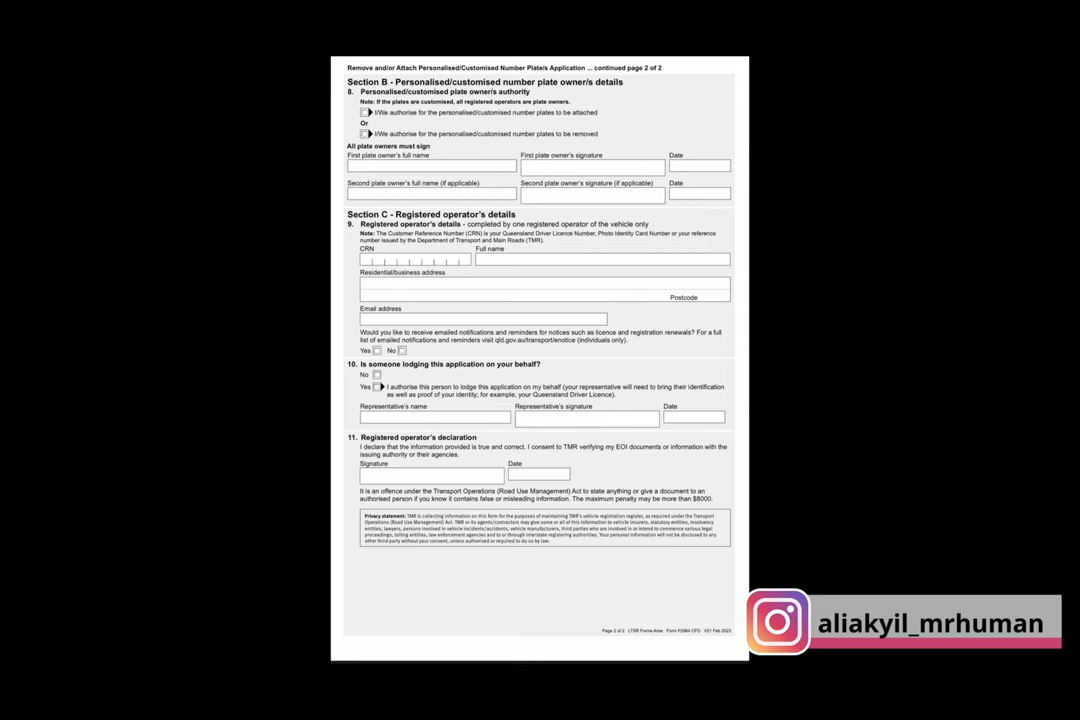 Remove and/or Attach Personalised/Customised Number Plate/s Application ... continued page 2 of 2
Section B - Personalised/customised number plate owner/s details
8. Personalised/customised plate owner/s authority
Note: If the plates are customised, all registered operators are plate owners.
I/We authorise for the personalised/customised number plates to be attached
Or
I/We authorise for the personalised/customised number plates to be removed
All plate owners must sign
First plate owner's full name First plate owner's signature Date
Second plate owner's full name (if applicable) Second plate owner's signature (if applicable) Date
Section C - Registered operator's details
9. Registered operator's details - completed by one registered operator of the vehicle only
Note: The Customer Reference Number (CRN) is your Queensland Driver Licence Number, Photo Identity Card Number or your reference
number issued by the Department of Transport and Main Roads (TMR).
CRN Full name
Residential/business address
Postcode
Email address
Would you like to receive emailed notifications and reminders for notices such as licence and registration renewals? For a full
list of emailed notifications and reminders visit qld.gov.au/transport/enotice (individuals only).
Yes No
10. Is someone lodging this application on your behalf?
No
Yes I authorise this person to lodge this application on my behalf (your representative will need to bring their identification
as well as proof of your identity; for example, your Queensland Driver Licence).
Representative's name Representative's signature Date
11. Registered operator's declaration
I declare that the information provided is true and correct. I consent to TMR verifying my EOI documents or information with the
issuing authority or their agencies.
Signature Date
It is an offence under the Transport Operations (Road Use Management) Act to state anything or give a document to an
authorised person if you know it contains false or misleading information. The maximum penalty may be more than $8000.
Privacy statement: TMR is collecting information on this form for the purposes of maintaining TMR's vehicle registration register, as required under the Transport
Operations (Road Use Management) Act. TMR or its agents/contractors may give some or all of this information to vehicle insurers, statutory entities, insolvency
entities, lawyers, persons involved in vehicle incidents/accidents, vehicle manufacturers, third parties who are involved in or intend to commence various legal
proceedings, tolling entities, law enforcement agencies and to or through interstate registering authorities. Your personal information will not be disclosed to any
other third party without your consent, unless authorised or required to do so by law.
Page 2 of 2 LTSR Forms Area Form F2984 CFD V01 Feb 2023
aliakyil_mrhuman